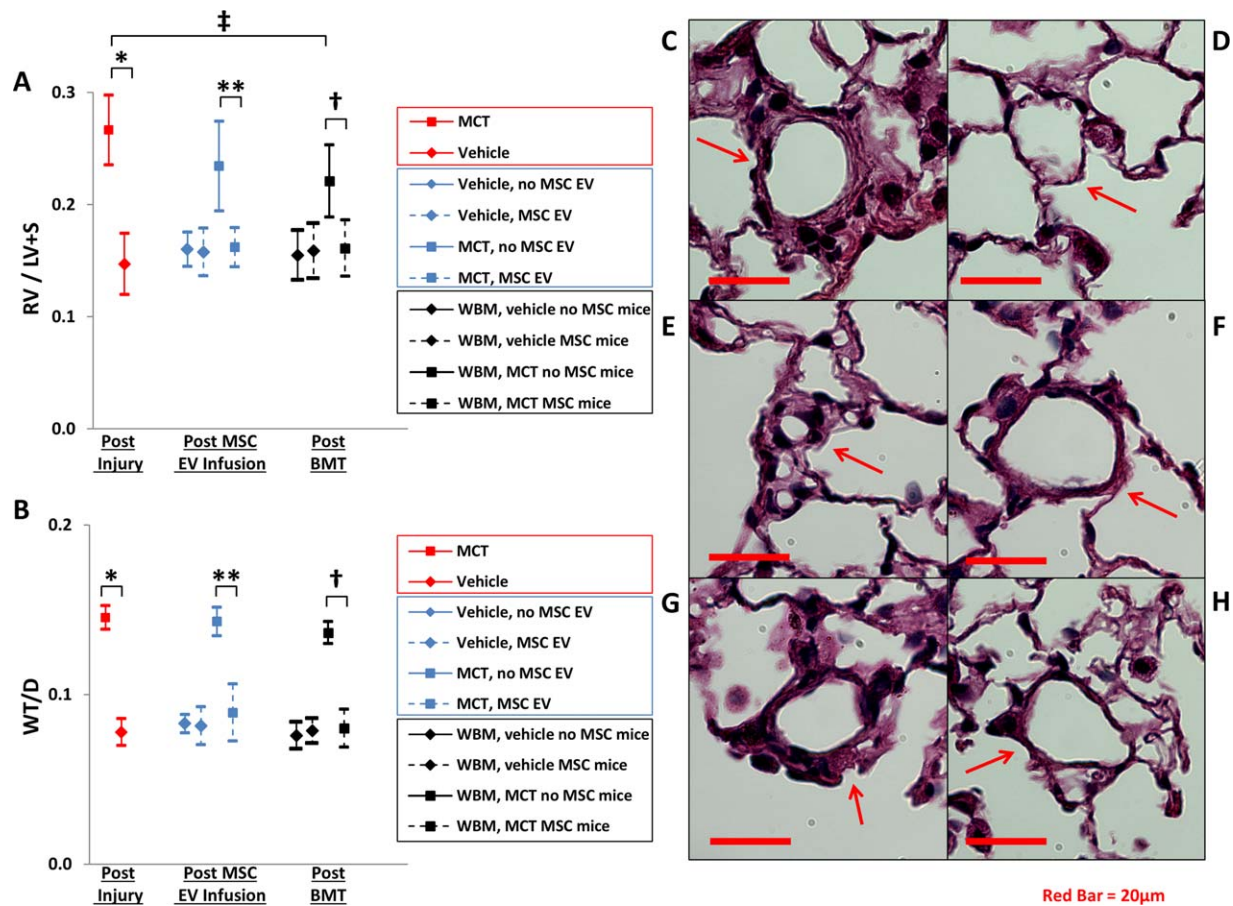 ‡
*
A
**
†
0.3
0.2
0.1
0.0
RV / LV+S
Post
Injury
Post MSC
EV Infusion
Post
BMT
MCT
Vehicle
Vehicle, no MSC EV
Vehicle, MSC EV
MCT, no MSC EV
MCT, MSC EV
WBM, vehicle no MSC mice
WBM, vehicle MSC mice
WBM, MCT no MSC mice
WBM, MCT MSC mice
B
*
**
†
0.2
0.1
0.0
WT/D
Post
Injury
Post MSC
EV Infusion
Post
BMT
MCT
Vehicle
Vehicle, no MSC EV
Vehicle, MSC EV
MCT, no MSC EV
MCT, MSC EV
WBM, vehicle no MSC mice
WBM, vehicle MSC mice
WBM, MCT no MSC mice
WBM, MCT MSC mice
C
D
E
F
G
H
Red Bar = 20µm